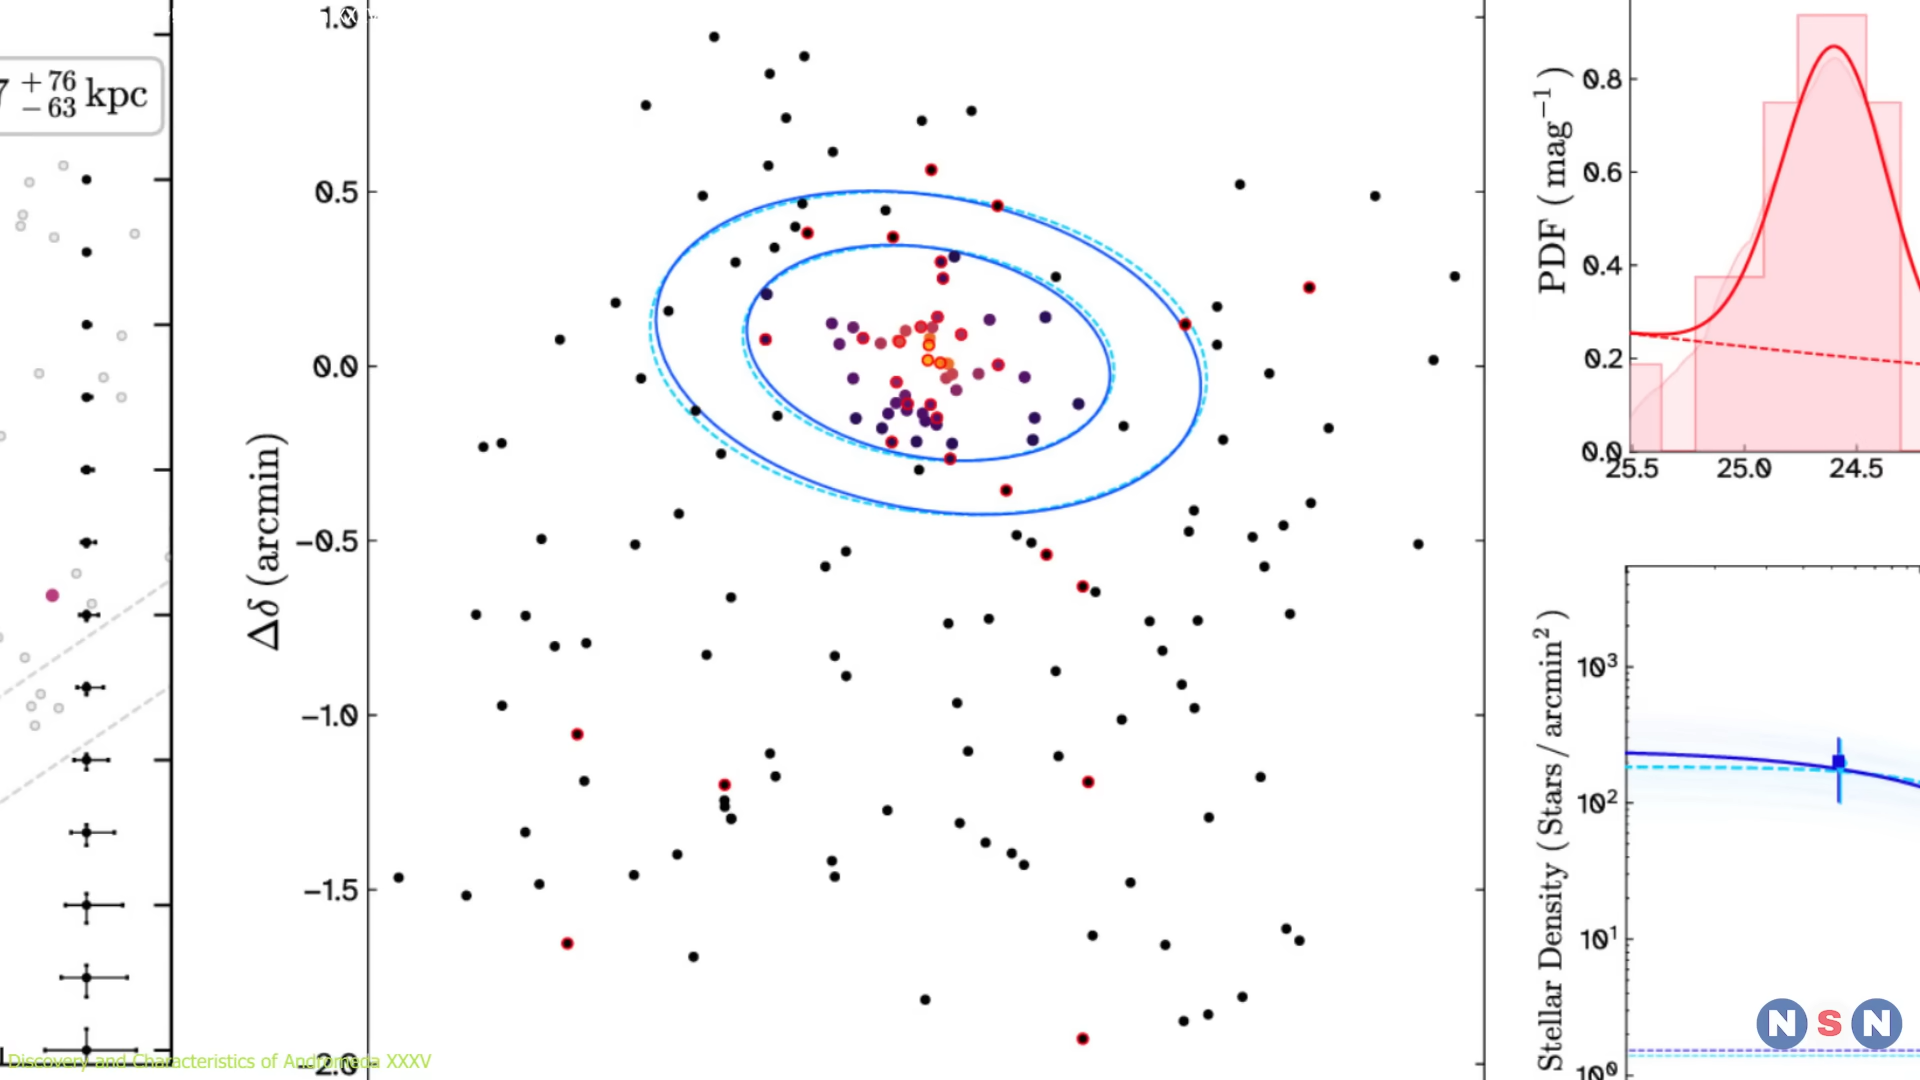 7 +76 −63 kpc
1.0
0.5
0.0
−0.5
−1.0
−1.5
−2.0
Δδ (arcmin)
PDF (mag⁻¹)
0.8
0.6
0.4
0.2
0.0
25.5 25.0 24.5
Stellar Density (Stars / arcmin²)
10³
10²
10¹
10⁰
N S N
Discovery and Characteristics of Andromeda XXXV